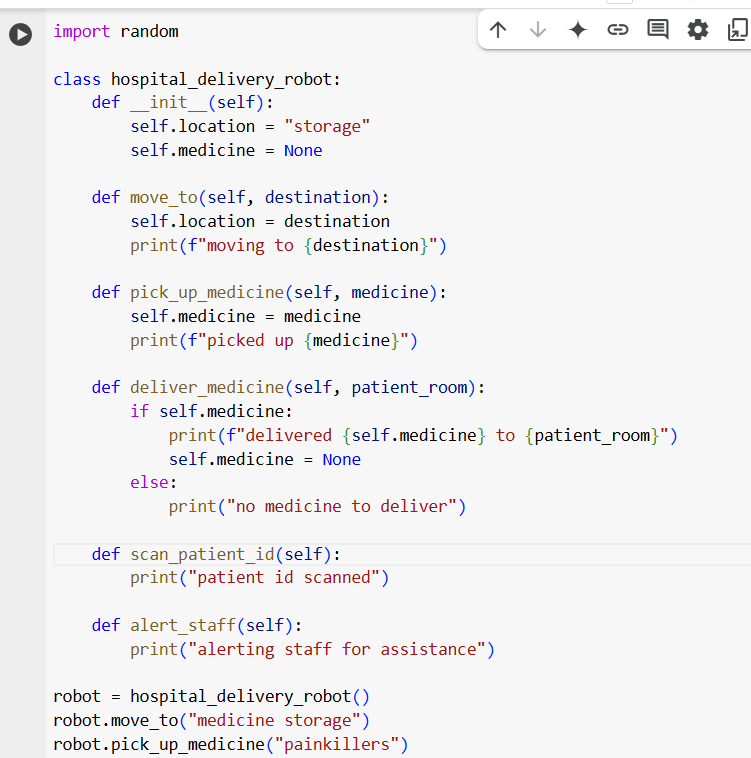 import random
class hospital_delivery_robot:
    def __init__(self):
        self.location = "storage"
        self.medicine = None
    def move_to(self, destination):
        self.location = destination
        print(f"moving to {destination}")
    def pick_up_medicine(self, medicine):
        self.medicine = medicine
        print(f"picked up {medicine}")
    def deliver_medicine(self, patient_room):
        if self.medicine:
            print(f"delivered {self.medicine} to {patient_room}")
            self.medicine = None
        else:
            print("no medicine to deliver")
    def scan_patient_id(self):
        print("patient id scanned")
    def alert_staff(self):
        print("alerting staff for assistance")
robot = hospital_delivery_robot()
robot.move_to("medicine storage")
robot.pick_up_medicine("painkillers")